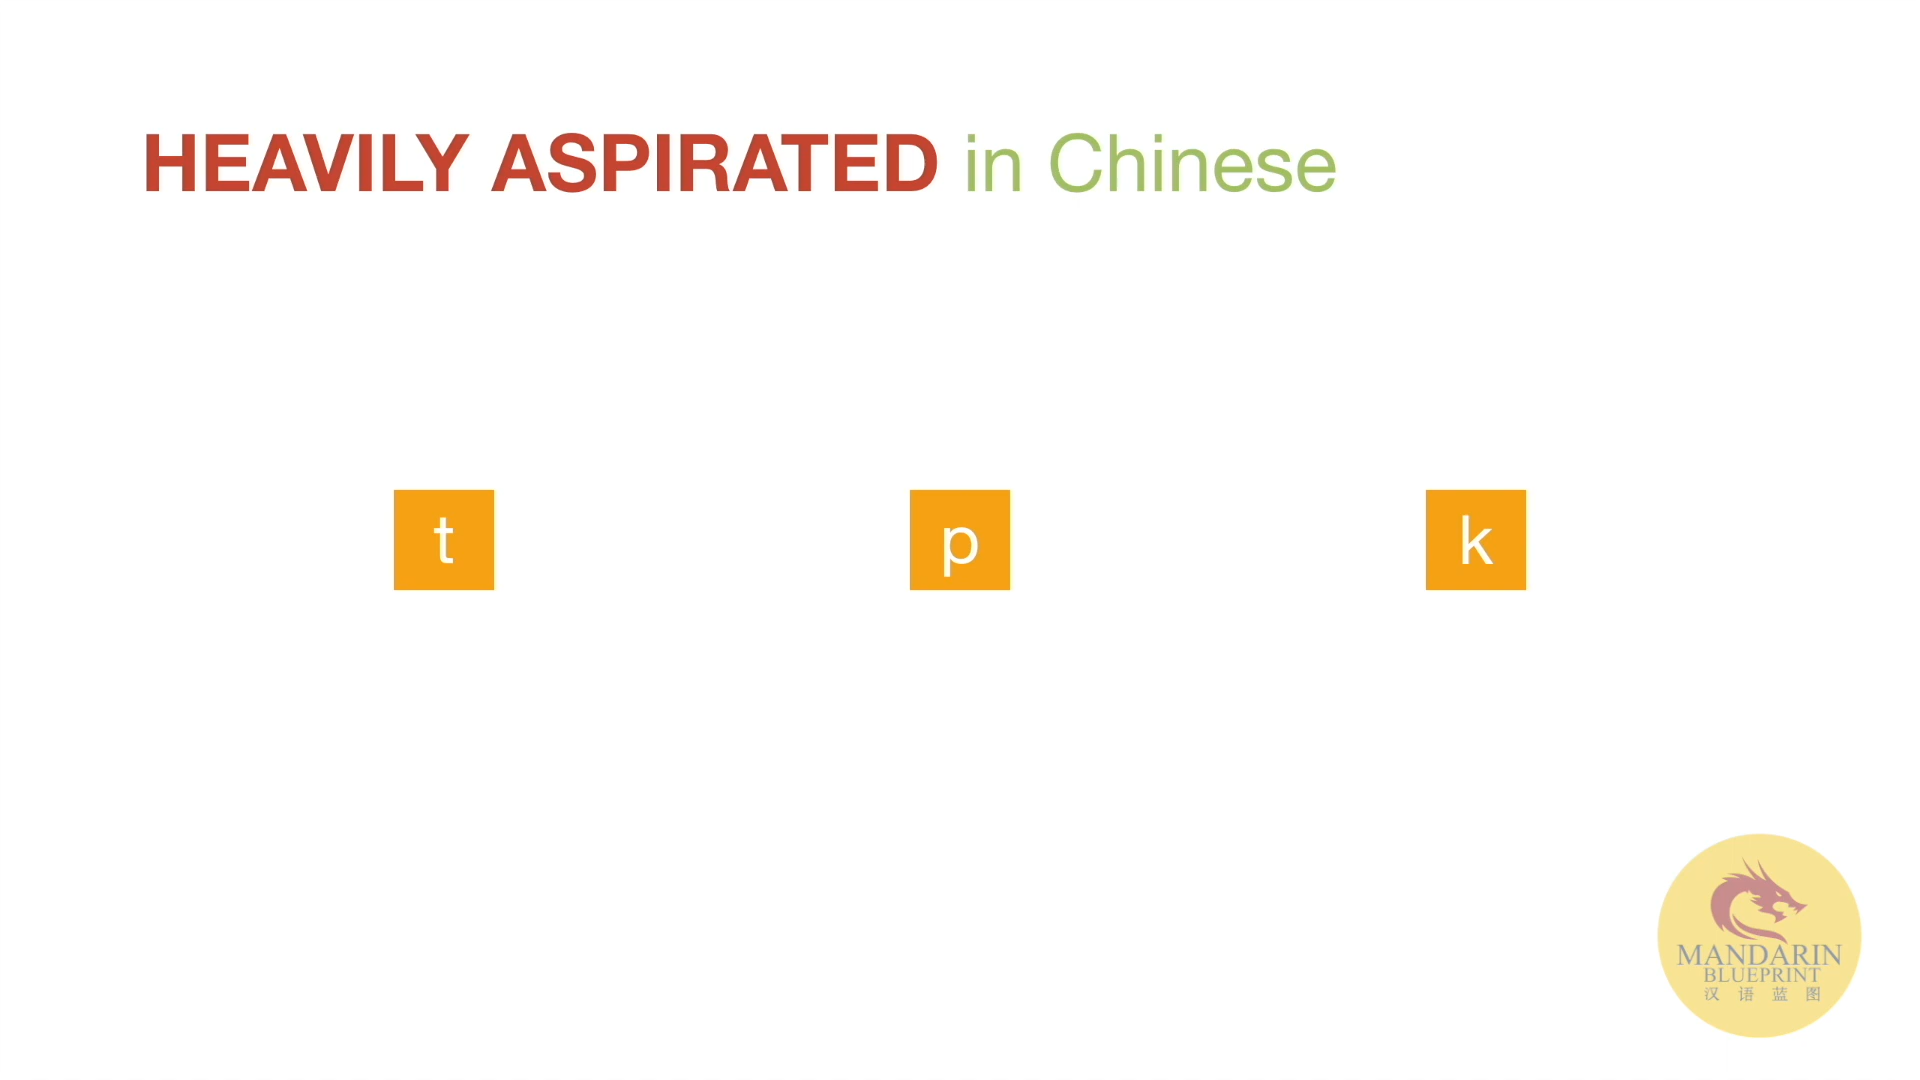 HEAVILY ASPIRATED in Chinese
t p k
MANDARIN
BLUEPRINT
汉 语 蓝 图